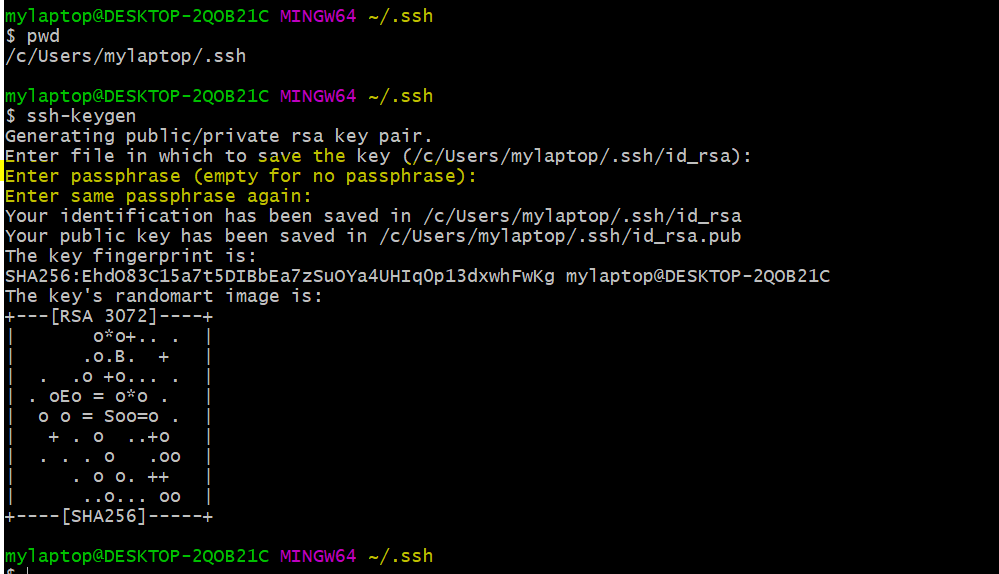 mylaptop@DESKTOP-2QOB21C MINGW64 ~/.ssh
$ pwd
/c/Users/mylaptop/.ssh
mylaptop@DESKTOP-2QOB21C MINGW64 ~/.ssh
$ ssh-keygen
Generating public/private rsa key pair.
Enter file in which to save the key (/c/Users/mylaptop/.ssh/id_rsa):
Enter passphrase (empty for no passphrase):
Enter same passphrase again:
Your identification has been saved in /c/Users/mylaptop/.ssh/id_rsa
Your public key has been saved in /c/Users/mylaptop/.ssh/id_rsa.pub
The key fingerprint is:
SHA256:EhdO83C15a7t5DIBbEa7zSuOYa4UHIqOp13dxwhFwKg mylaptop@DESKTOP-2QOB21C
The key's randomart image is:
+---[RSA 3072]----+
|       o*o+.. .  |
|      .o.B.  +   |
|  .  .o +o... .  |
| . oEo = o*o .   |
|  o o = Soo=o .  |
|   + . o  ..+o   |
|  . . . o   .oo  |
|     . o o. ++   |
|      ..o... oo  |
+----[SHA256]-----+
mylaptop@DESKTOP-2QOB21C MINGW64 ~/.ssh
$